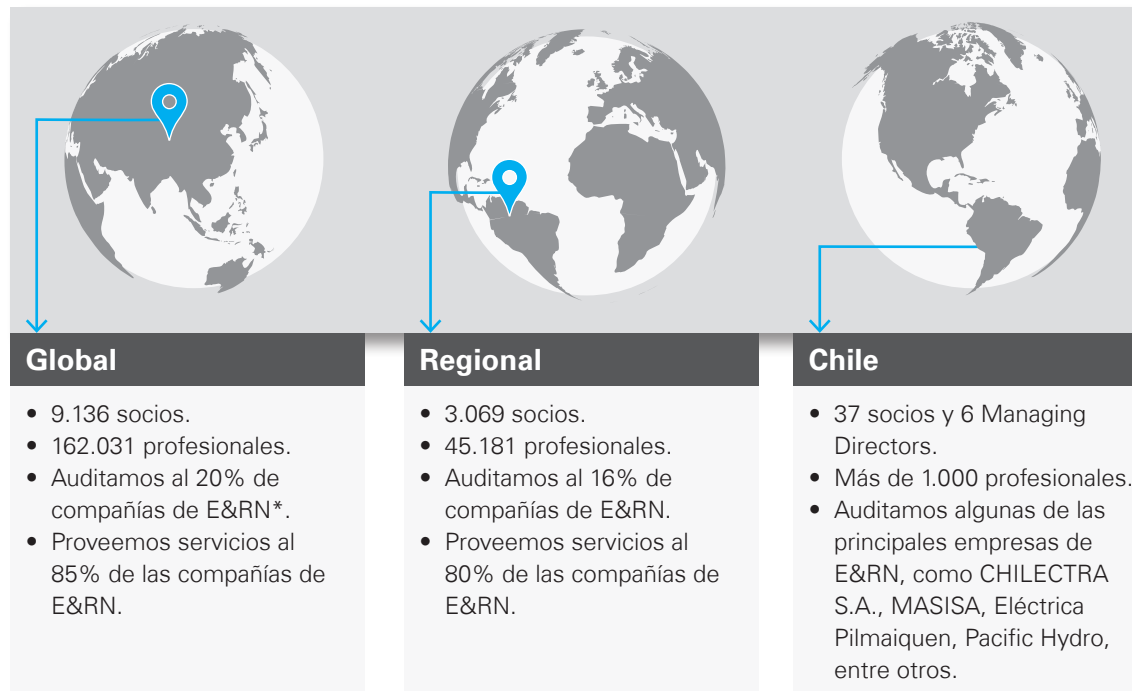 Global
• 9.136 socios.
• 162.031 profesionales.
• Auditamos al 20% de
compañías de E&RN*.
• Proveemos servicios al
85% de las compañías de
E&RN.
Regional
• 3.069 socios.
• 45.181 profesionales.
• Auditamos al 16% de
compañías de E&RN.
• Proveemos servicios al
80% de las compañías de
E&RN.
Chile
• 37 socios y 6 Managing
Directors.
• Más de 1.000 profesionales.
• Auditamos algunas de las
principales empresas de
E&RN, como CHILECTRA
S.A., MASISA, Eléctrica
Pilmaiquen, Pacific Hydro,
entre otros.